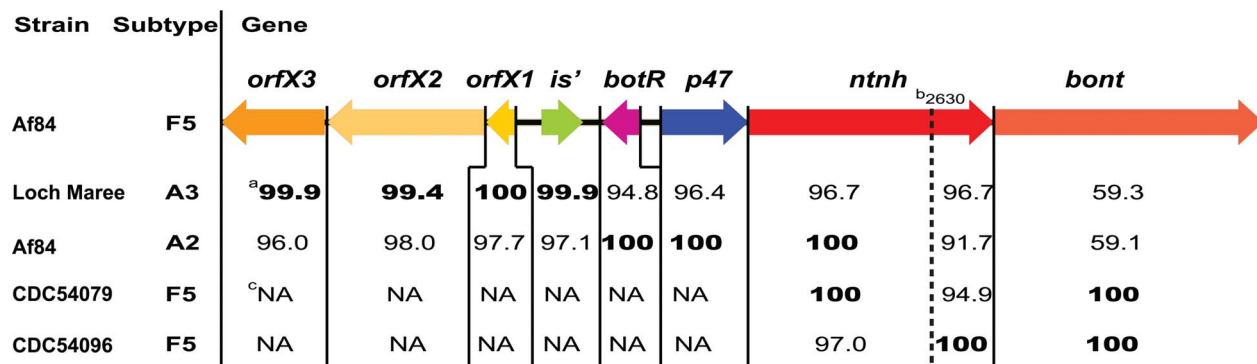 Strain Subtype Gene
orfX3 orfX2 orfX1 is' botR p47 ntnh bont
b2630
Af84 F5
Loch Maree A3 a99.9 99.4 100 99.9 94.8 96.4 96.7 96.7 59.3
Af84 A2 96.0 98.0 97.7 97.1 100 100 100 91.7 59.1
CDC54079 F5 cNA NA NA NA NA NA 100 94.9 100
CDC54096 F5 NA NA NA NA NA NA 97.0 100 100